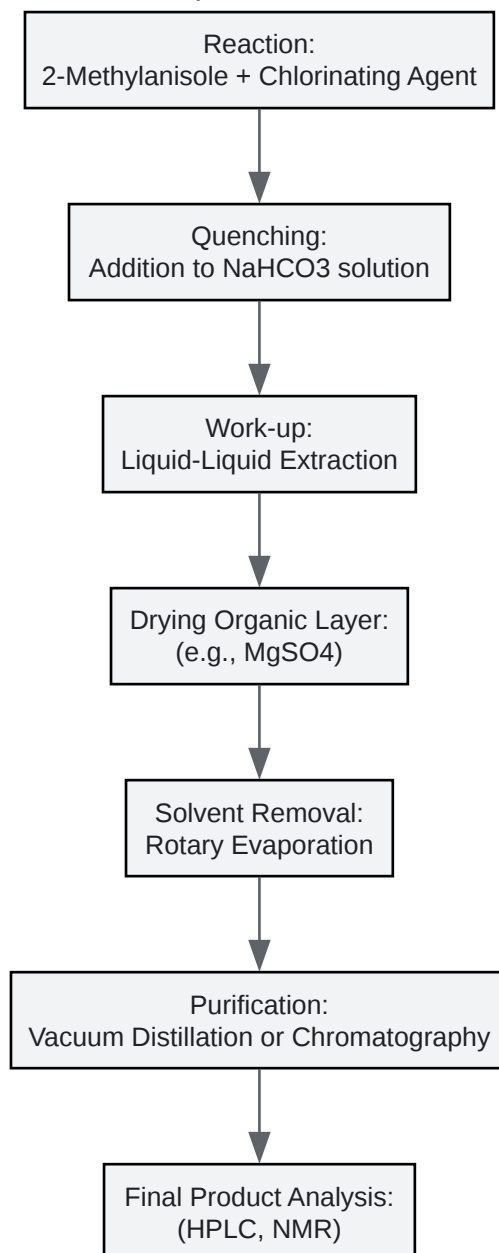 Reaction:
2-Methylanisole + Chlorinating Agent
Quenching:
Addition to NaHCO3 solution
Work-up:
Liquid-Liquid Extraction
Drying Organic Layer:
(e.g., MgSO4)
Solvent Removal:
Rotary Evaporation
Purification:
Vacuum Distillation or Chromatography
Final Product Analysis:
(HPLC, NMR)